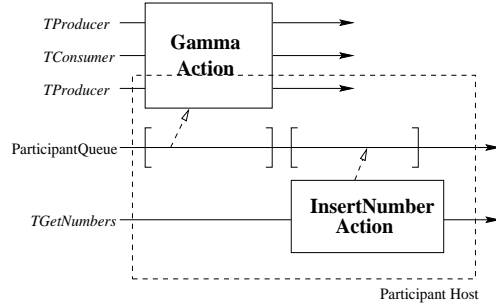 TProducer
Gamma
Action
TConsumer
TProducer
ParticipantQueue
InsertNumber
Action
TGetNumbers
Participant Host